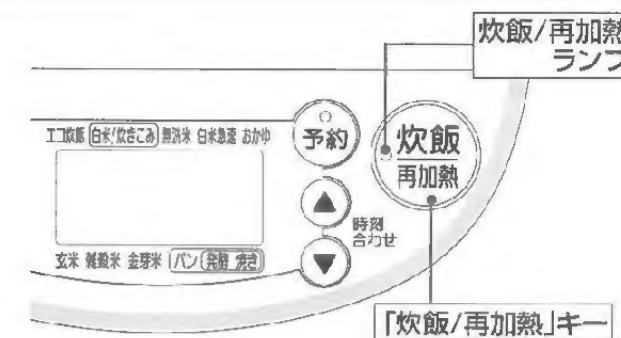 炊飯/再加熱
ランプ
エコ炊飯 白米/炊きこみ 無洗米 白米急速 おかゆ
予約
炊飯
再加熱
時刻
合わせ
玄米 雑穀米 金芽米 パン 発酵 焼き
「炊飯/再加熱」キー